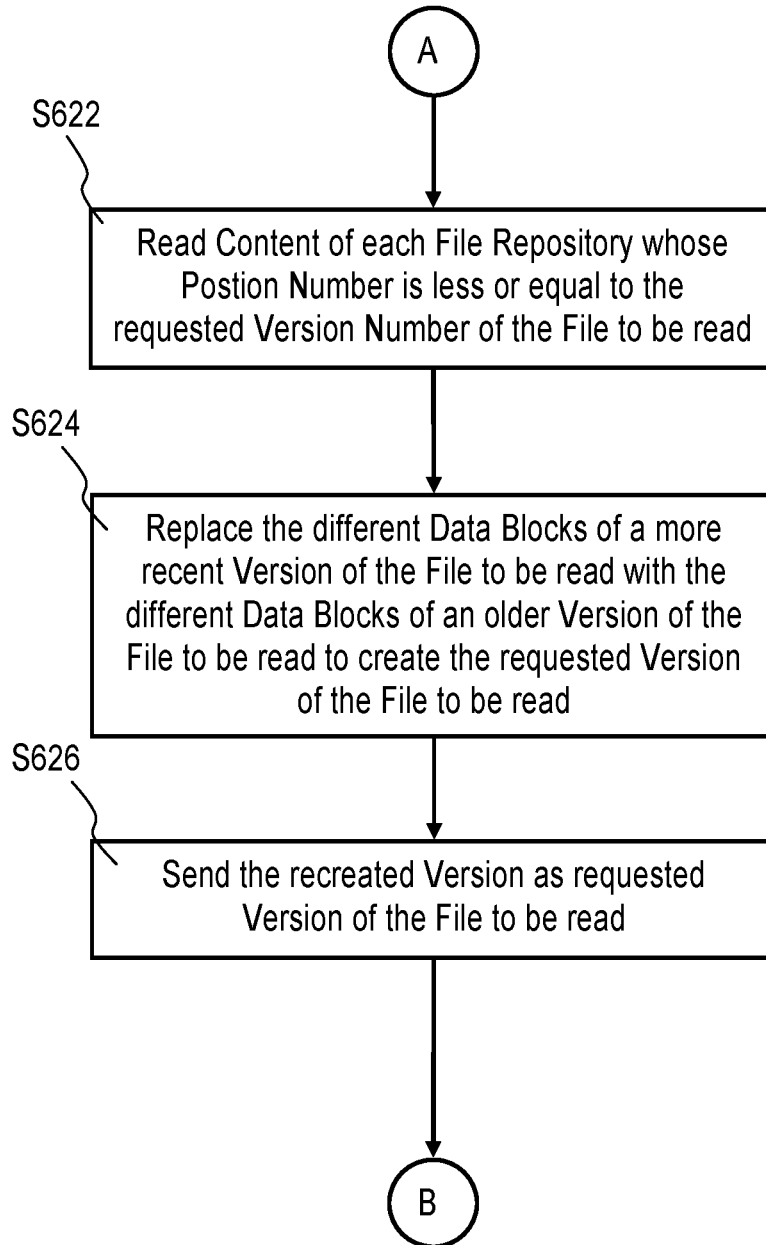 A
S622
Read Content of each File Repository whose
Postion Number is less or equal to the
requested Version Number of the File to be read
S624
Replace the different Data Blocks of a more
recent Version of the File to be read with the
different Data Blocks of an older Version of the
File to be read to create the requested Version
of the File to be read
S626
Send the recreated Version as requested
Version of the File to be read
B